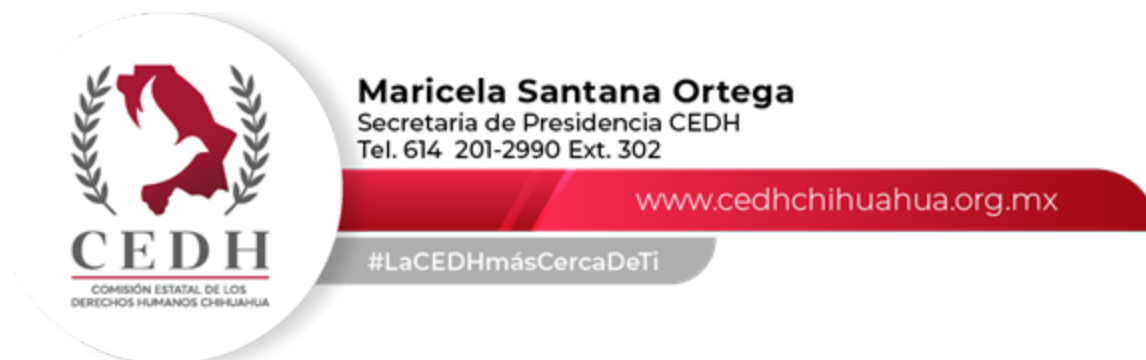 Maricela Santana Ortega
Secretaria de Presidencia CEDH
Tel. 614 201-2990 Ext. 302
www.cedhchihuahua.org.mx
#LaCEDHmásCercaDeTi
CEDH
COMISIÓN ESTATAL DE LOS
DERECHOS HUMANOS CHIHUAHUA